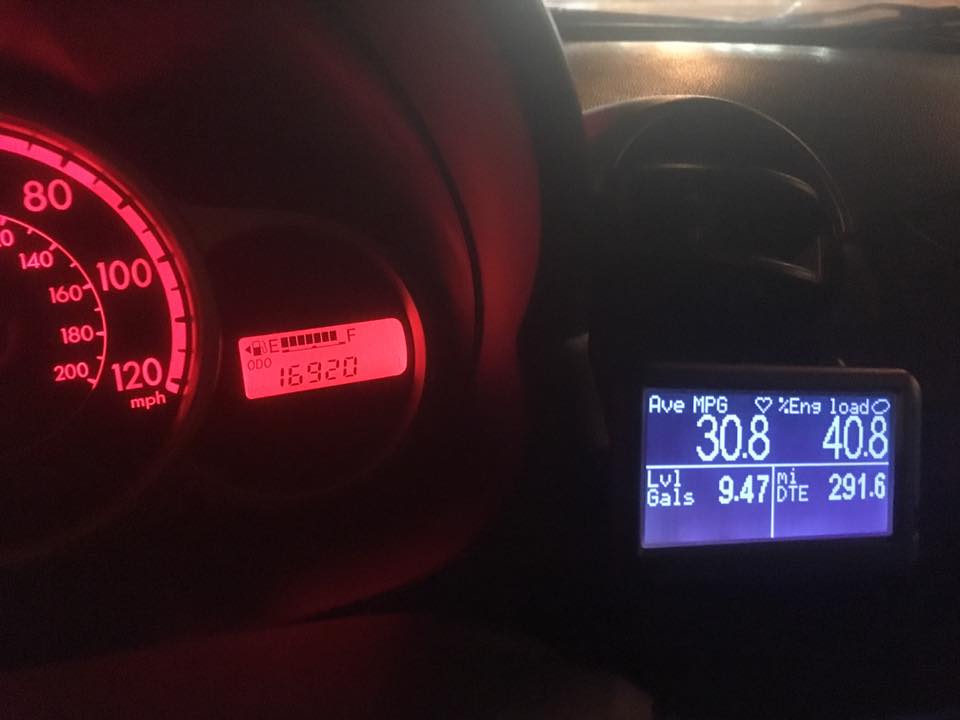 80
100
120
mph
140
160
180
200
E F
ODO
16920
Ave MPG %Eng load
30.8 40.8
Lvl Gals 9.47
mi DTE 291.6